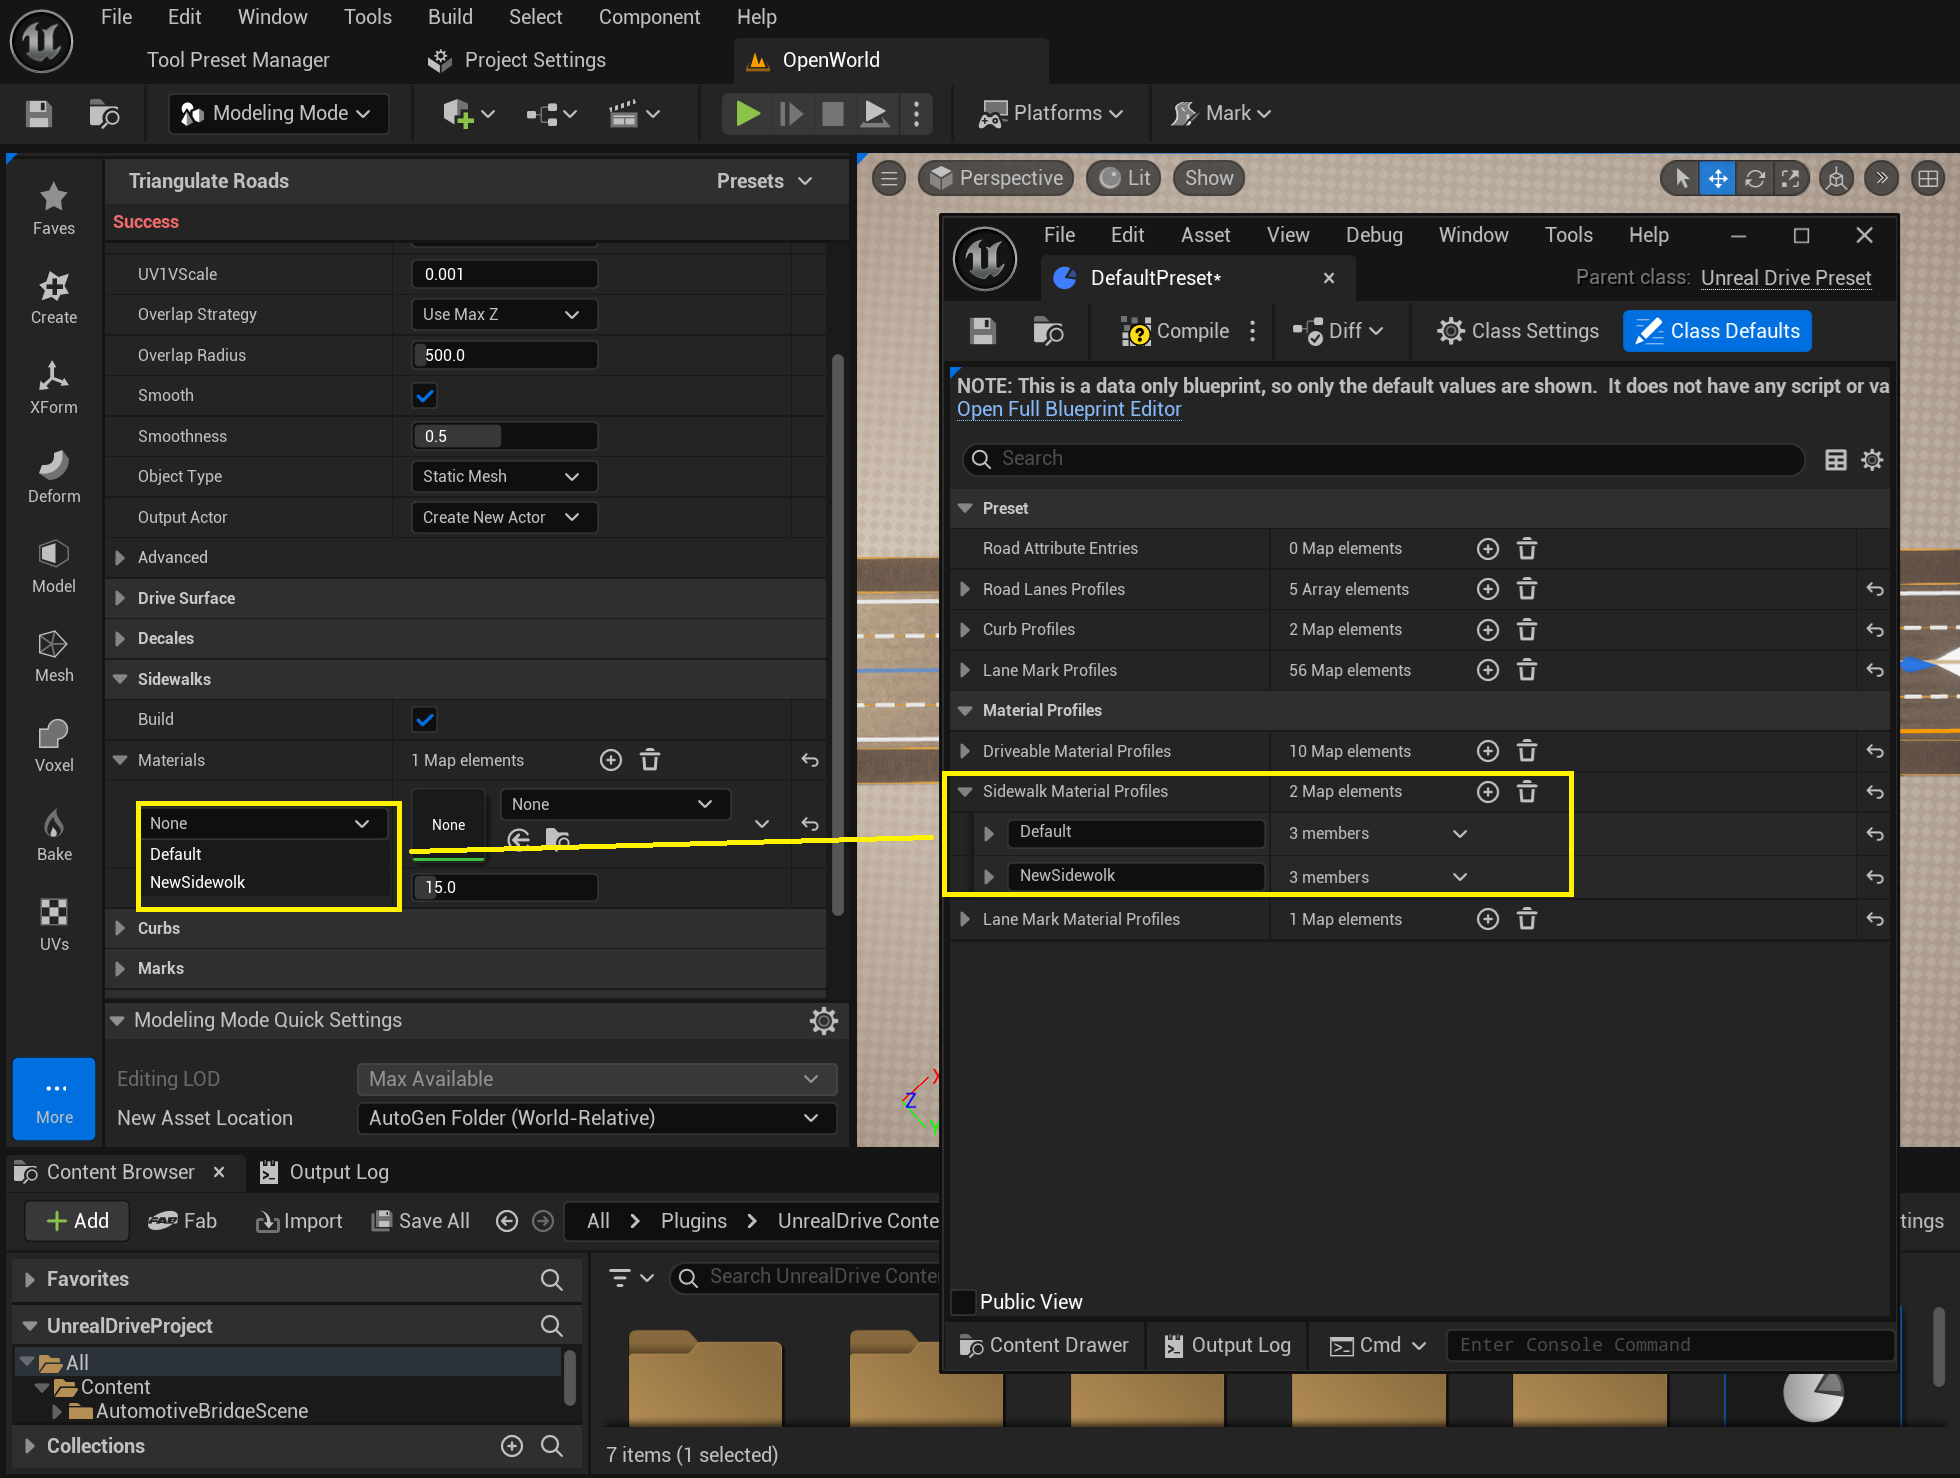 File Edit Window Tools Build Select Component Help
Tool Preset Manager Project Settings OpenWorld
Modeling Mode Platforms Mark
Triangulate Roads Presets
Success
UV1VScale 0.001
Overlap Strategy Use Max Z
Overlap Radius 500.0
Smooth
Smoothness 0.5
Object Type Static Mesh
Output Actor Create New Actor
Advanced
Drive Surface
Decales
Sidewalks
Build
Materials 1 Map elements
None None None
Default
NewSidewolk
15.0
Curbs
Marks
Modeling Mode Quick Settings
Editing LOD Max Available
New Asset Location AutoGen Folder (World-Relative)
Faves
Create
XForm
Deform
Model
Mesh
Voxel
Bake
UVs
More
Perspective Lit Show
X
Z
Y
File Edit Asset View Debug Window Tools Help
DefaultPreset* Parent class: Unreal Drive Preset
Compile Diff Class Settings Class Defaults
NOTE: This is a data only blueprint, so only the default values are shown. It does not have any script or va
Open Full Blueprint Editor
Search
Preset
Road Attribute Entries 0 Map elements
Road Lanes Profiles 5 Array elements
Curb Profiles 2 Map elements
Lane Mark Profiles 56 Map elements
Material Profiles
Driveable Material Profiles 10 Map elements
Sidewalk Material Profiles 2 Map elements
Default 3 members
NewSidewolk 3 members
Lane Mark Material Profiles 1 Map elements
Public View
Content Drawer Output Log Cmd Enter Console Command
Content Browser Output Log
Add Fab Import Save All All Plugins UnrealDrive Conte tings
Favorites Search UnrealDrive Conte
UnrealDriveProject
All
Content
AutomotiveBridgeScene
Collections
7 items (1 selected)